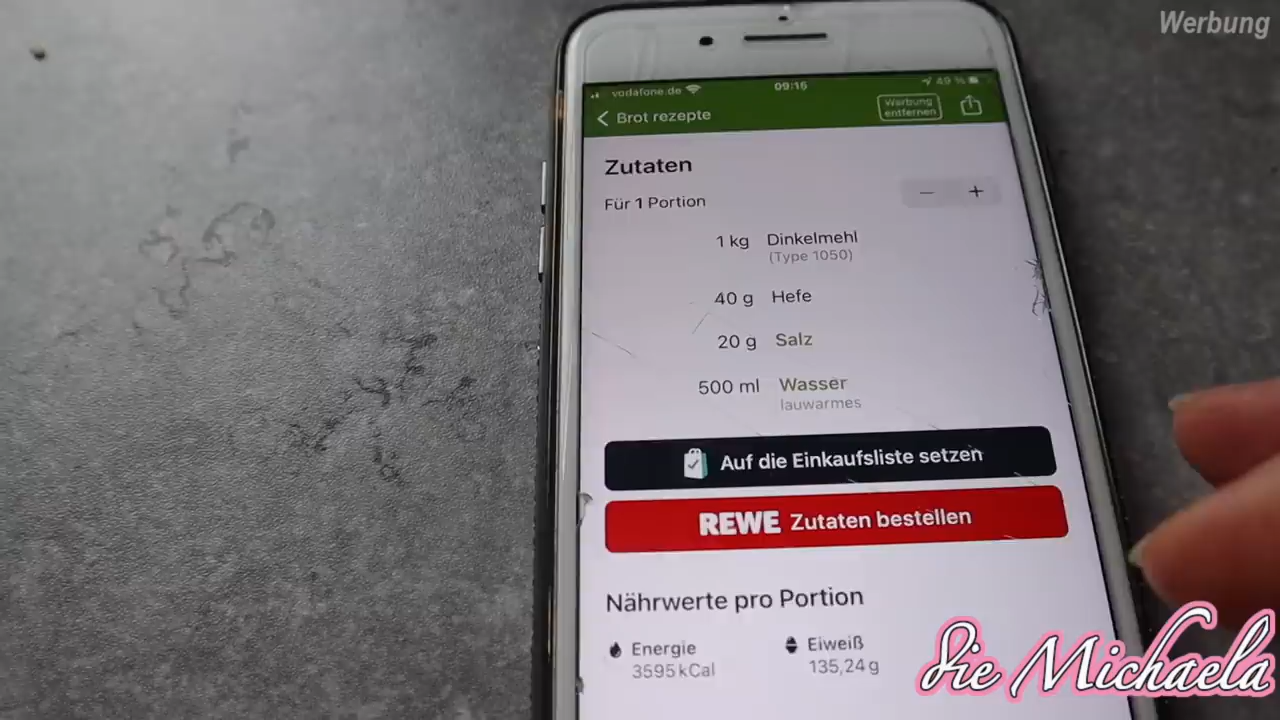 Werbung
vodafone.de 09:16 49 %
Brot rezepte
Werbung
entfernen
Zutaten
Für 1 Portion
− +
1 kg Dinkelmehl
(Type 1050)
40 g Hefe
20 g Salz
500 ml Wasser
lauwarmes
Auf die Einkaufsliste setzen
REWE Zutaten bestellen
Nährwerte pro Portion
Energie
3595 kCal
Eiweiß
135,24 g
die Michaela